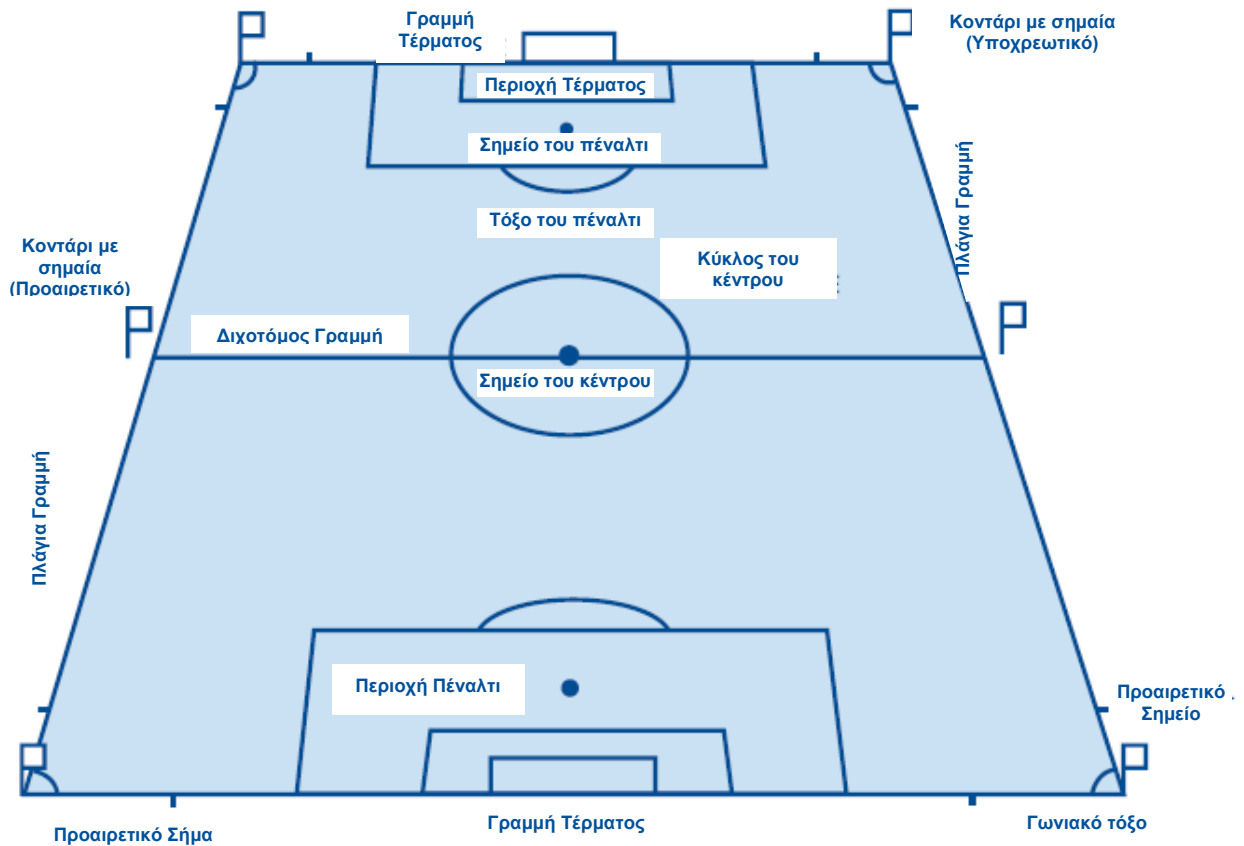 Γραμμή
Τέρματος
Κοντάρι με σημαία
(Υποχρεωτικό)
Περιοχή Τέρματος
Σημείο του πέναλτι
Πλάγια Γραμμή
Τόξο του πέναλτι
Κοντάρι με
σημαία
(Προαιρετικό)
Κύκλος του
κέντρου
Διχοτόμος Γραμμή
Σημείο του κέντρου
Πλάγια Γραμμή
Περιοχή Πέναλτι
Προαιρετικό
Σημείο
Προαιρετικό Σήμα
Γραμμή Τέρματος
Γωνιακό τόξο